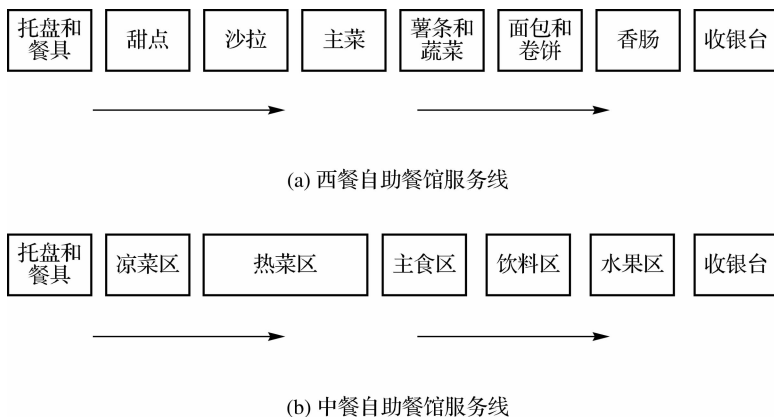 托盘和
餐具
甜点
沙拉
主菜
薯条和
蔬菜
面包和
卷饼
香肠
收银台
(a) 西餐自助餐馆服务线
托盘和
餐具
凉菜区
热菜区
主食区
饮料区
水果区
收银台
(b) 中餐自助餐馆服务线